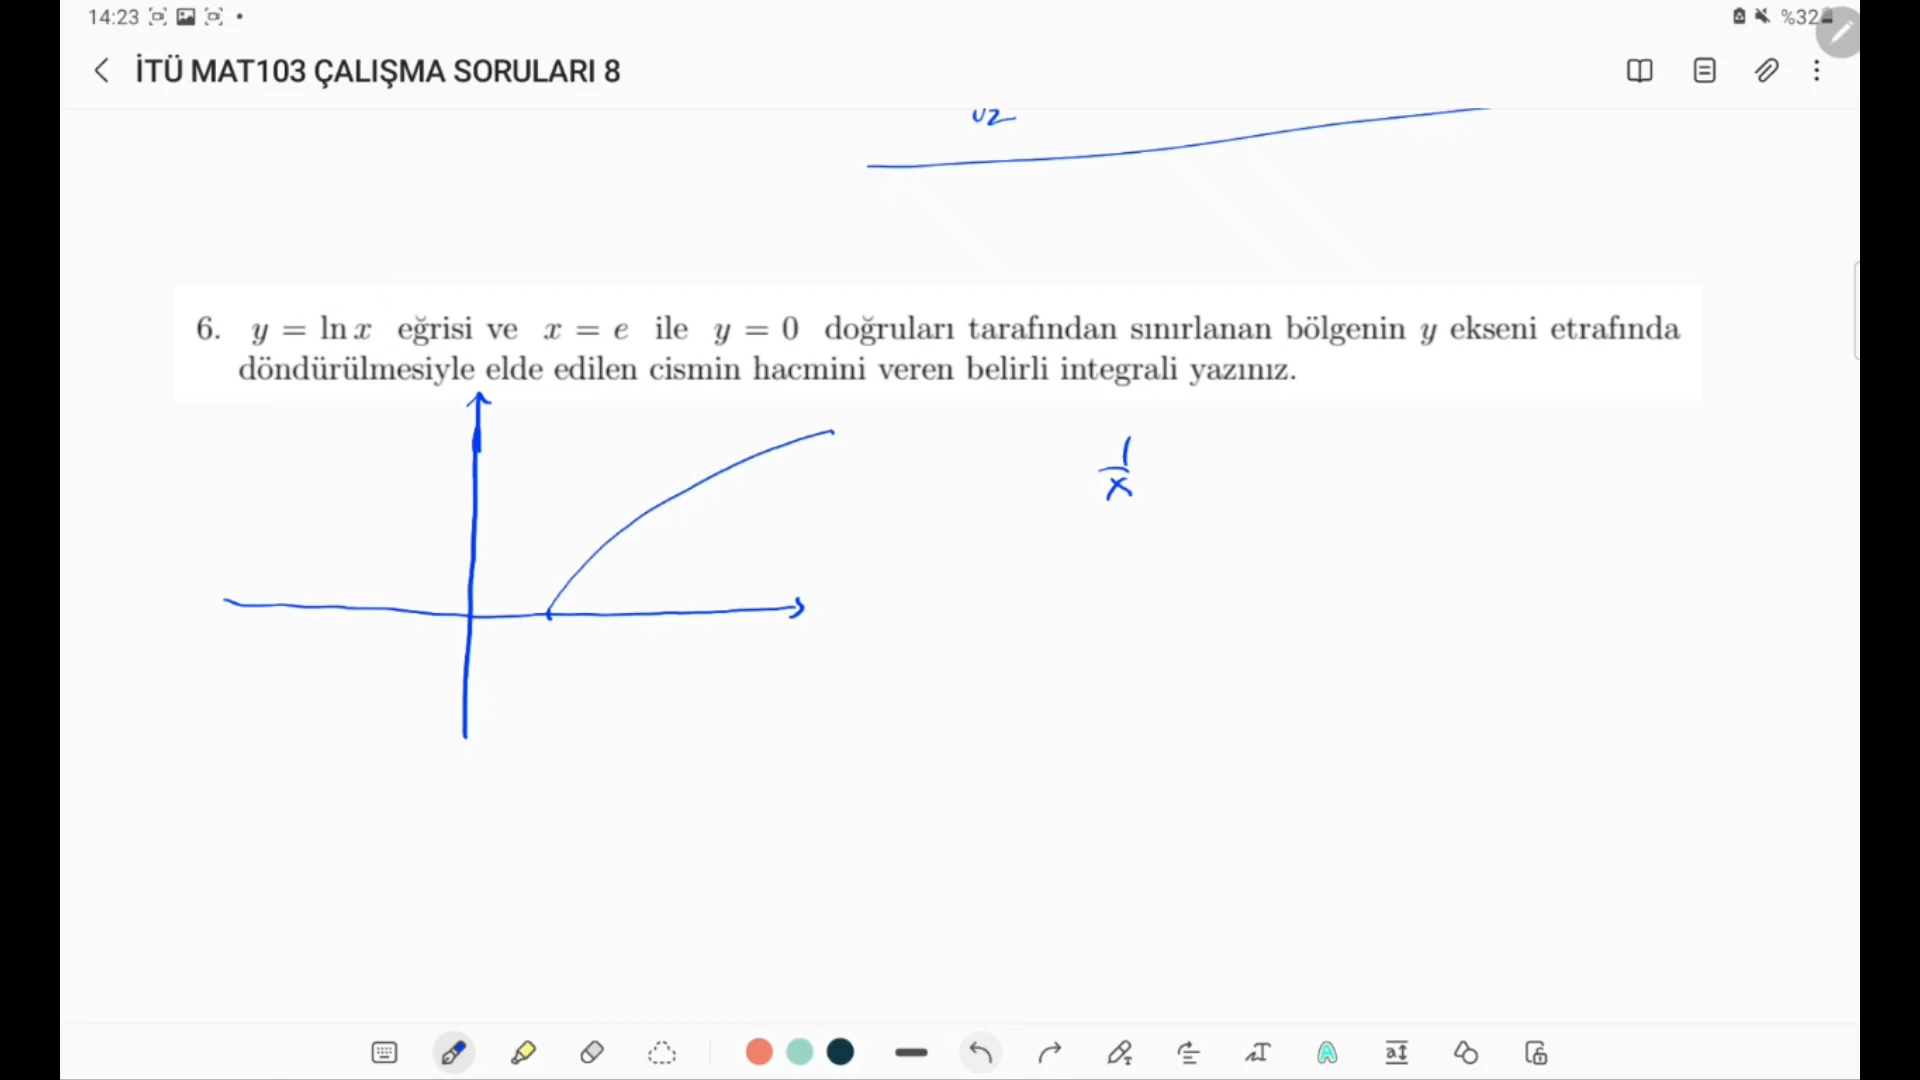 14:23
%32
İTÜ MAT103 ÇALIŞMA SORULARI 8
6. y = ln x eğrisi ve x = e ile y = 0 doğruları tarafından sınırlanan bölgenin y ekseni etrafında
döndürülmesiyle elde edilen cismin hacmini veren belirli integrali yazınız.
1
x